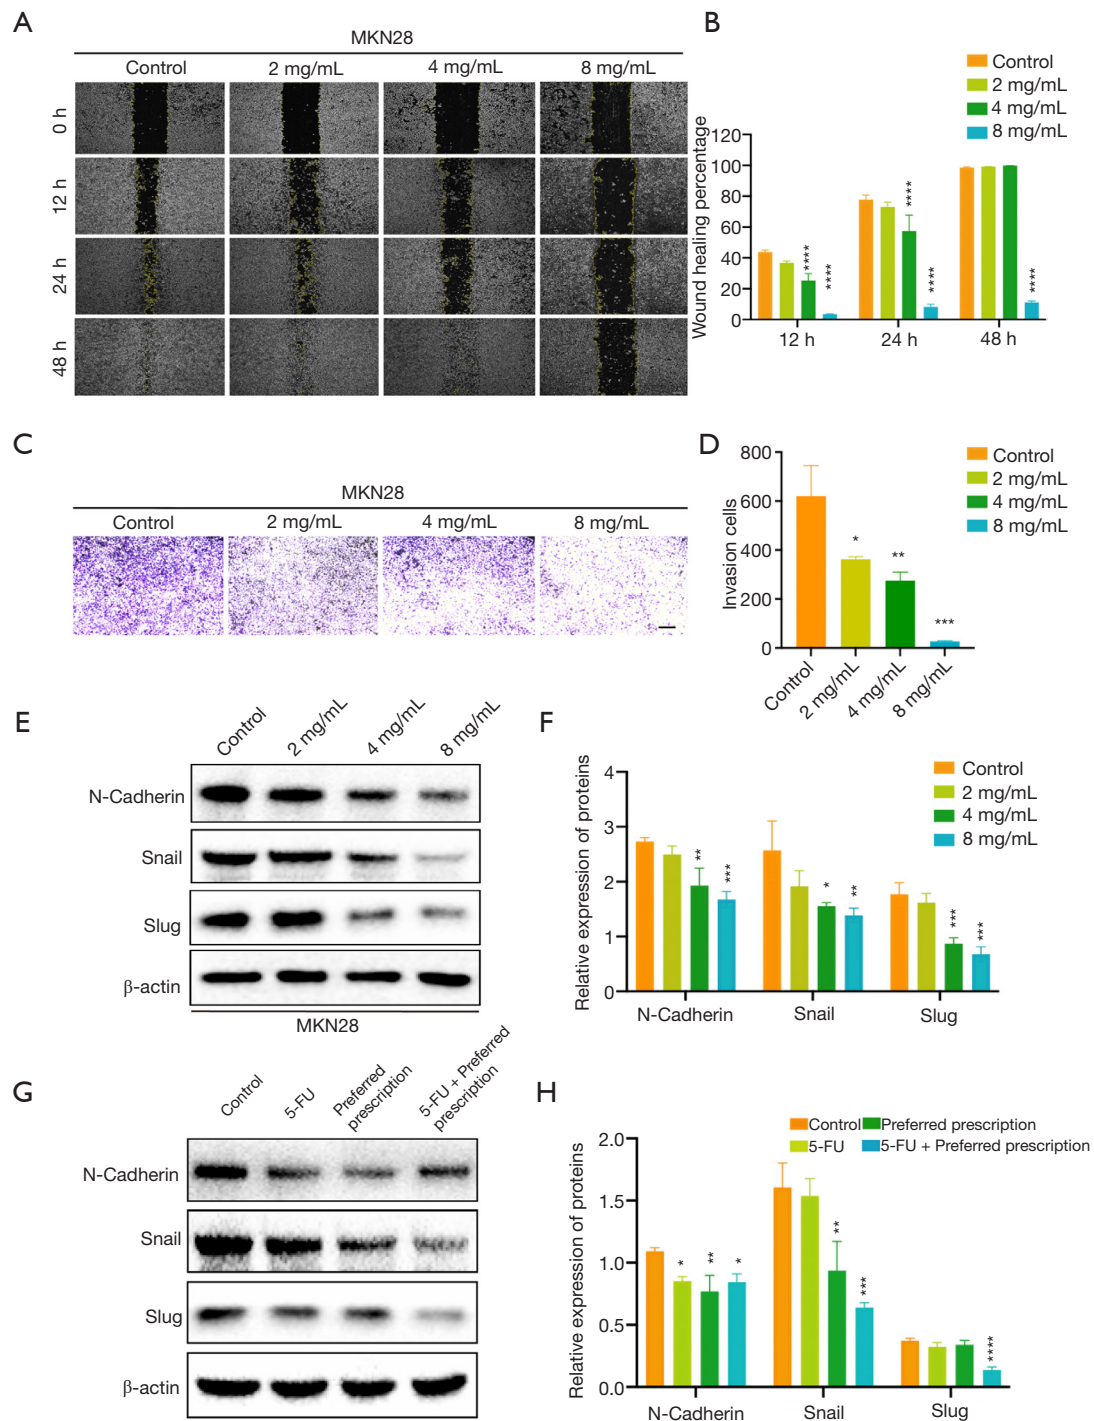 A
MKN28
Control 2 mg/mL 4 mg/mL 8 mg/mL
0 h
12 h
24 h
48 h
B
Control
2 mg/mL
4 mg/mL
8 mg/mL
Wound healing percentage
120
100
80
60
40
20
0
**** **** **** **** ****
12 h 24 h 48 h
C
MKN28
Control 2 mg/mL 4 mg/mL 8 mg/mL
D
Control
2 mg/mL
4 mg/mL
8 mg/mL
Invasion cells
800
600
400
200
0
* ** ***
Control 2 mg/mL 4 mg/mL 8 mg/mL
E
Control 2 mg/mL 4 mg/mL 8 mg/mL
N-Cadherin
Snail
Slug
β-actin
MKN28
F
Control
2 mg/mL
4 mg/mL
8 mg/mL
Relative expression of proteins
4
3
2
1
0
** *** * ** *** ***
N-Cadherin Snail Slug
G
Control 5-FU Preferred prescription 5-FU + Preferred prescription
N-Cadherin
Snail
Slug
β-actin
H
Control Preferred prescription
5-FU 5-FU + Preferred prescription
Relative expression of proteins
2.0
1.5
1.0
0.5
0.0
* ** * ** *** ****
N-Cadherin Snail Slug